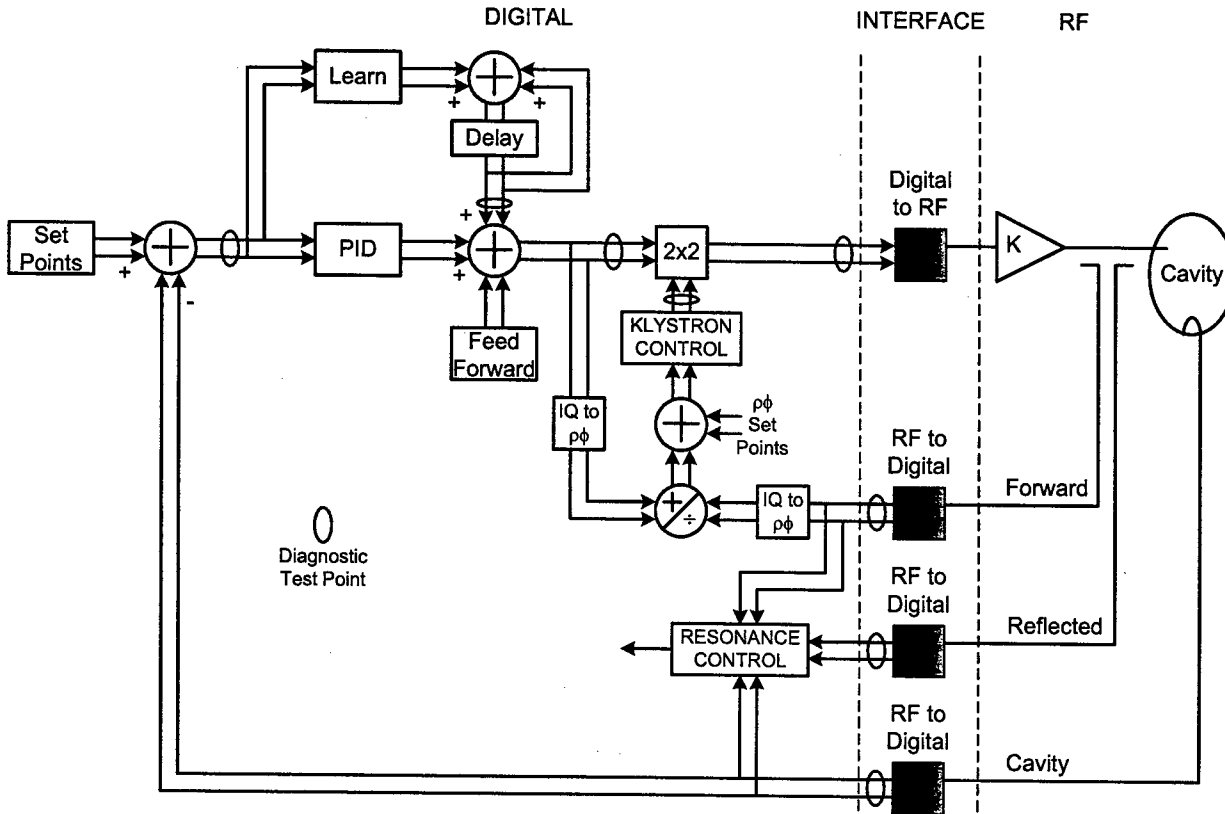 DIGITAL
INTERFACE
RF
Learn
+
+
+
Delay
Digital
to RF
Set
Points
+
+
PID
+
+
+
2x2
K
Cavity
-
KLYSTRON
CONTROL
Feed
Forward
IQ to
ρϕ
+
ρϕ
Set
Points
RF to
Digital
Forward
+
÷
IQ to
ρϕ
Diagnostic
Test Point
RF to
Digital
Reflected
RESONANCE
CONTROL
RF to
Digital
Cavity